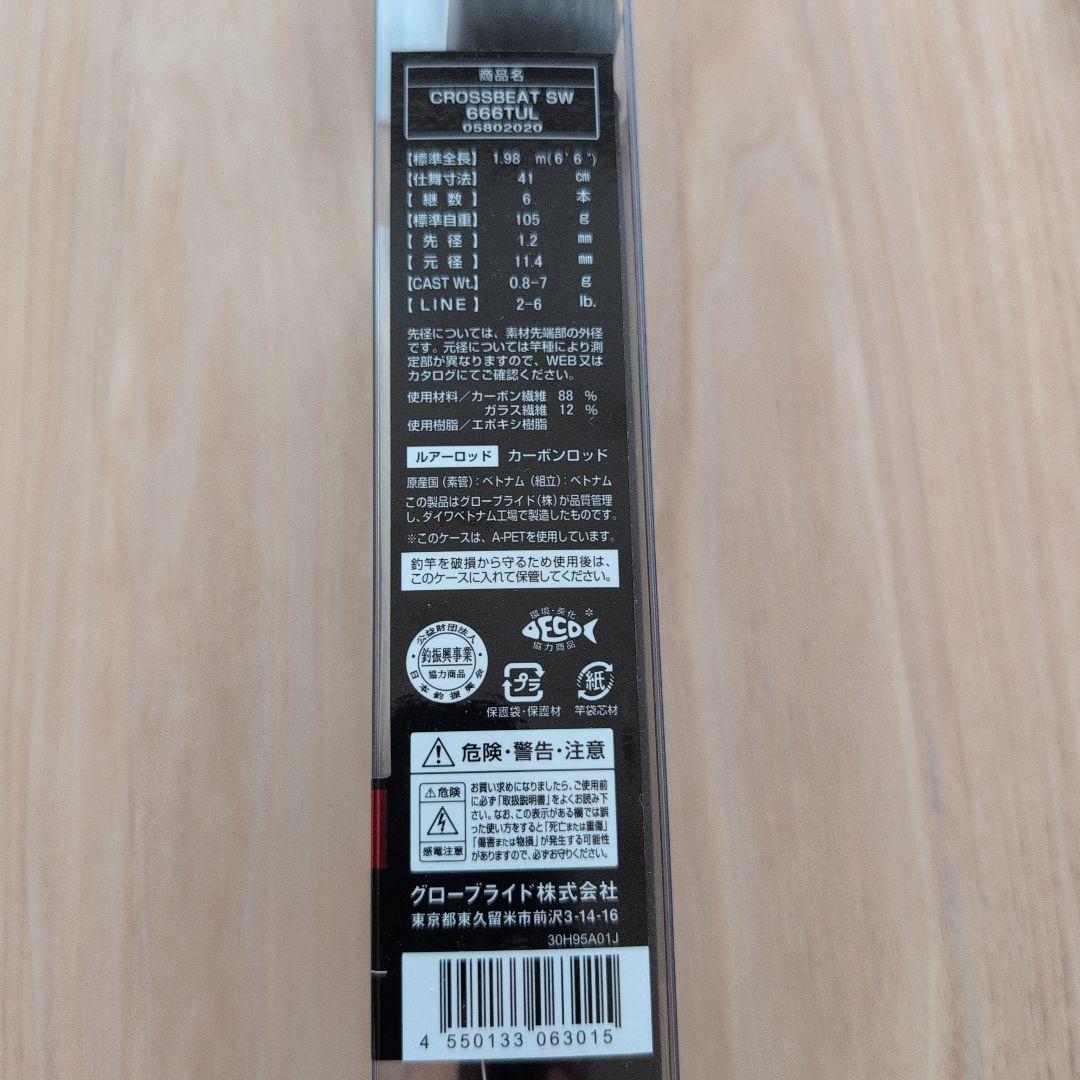 商品名
CROSSBEAT SW
666TUL
05802020
【標準全長】 1.98 m(6' 6")
【仕舞寸法】 41 cm
【 継 数 】 6 本
【標準自重】 105 g
【 先 径 】 1.2 mm
【 元 径 】 11.4 mm
【CAST Wt.】 0.8-7 g
【 LINE 】 2-6 lb.
先径については、素材先端部の外径
です。元径については竿種により測
定部が異なりますので、WEB又は
カタログにてご確認ください。
使用材料/カーボン繊維 88 %
ガラス繊維 12 %
使用樹脂/エポキシ樹脂
ルアーロッド カーボンロッド
原産国(素管):ベトナム(組立):ベトナム
この製品はグローブライド(株)が品質管理
し、ダイワベトナム工場で製造したものです。
※このケースは、A-PETを使用しています。
釣竿を破損から守るため使用後は、
このケースに入れて保管してください。
公益財団法人
釣振興事業
協力商品
日本釣振興会
環境・美化
ECO
協力商品
プラ
保護袋・保護材
紙
竿袋芯材
危険・警告・注意
危険
感電注意
お買い求めになりましたら、ご使用前
に必ず「取扱説明書」をよくお読み下
さい。なお、この表示がある欄では誤
った使い方をすると「死亡または重傷」
「傷害または物損」が発生する可能性
がありますので、必ずお守りください。
グローブライド株式会社
東京都東久留米市前沢3-14-16
30H95A01J
4 550133 063015